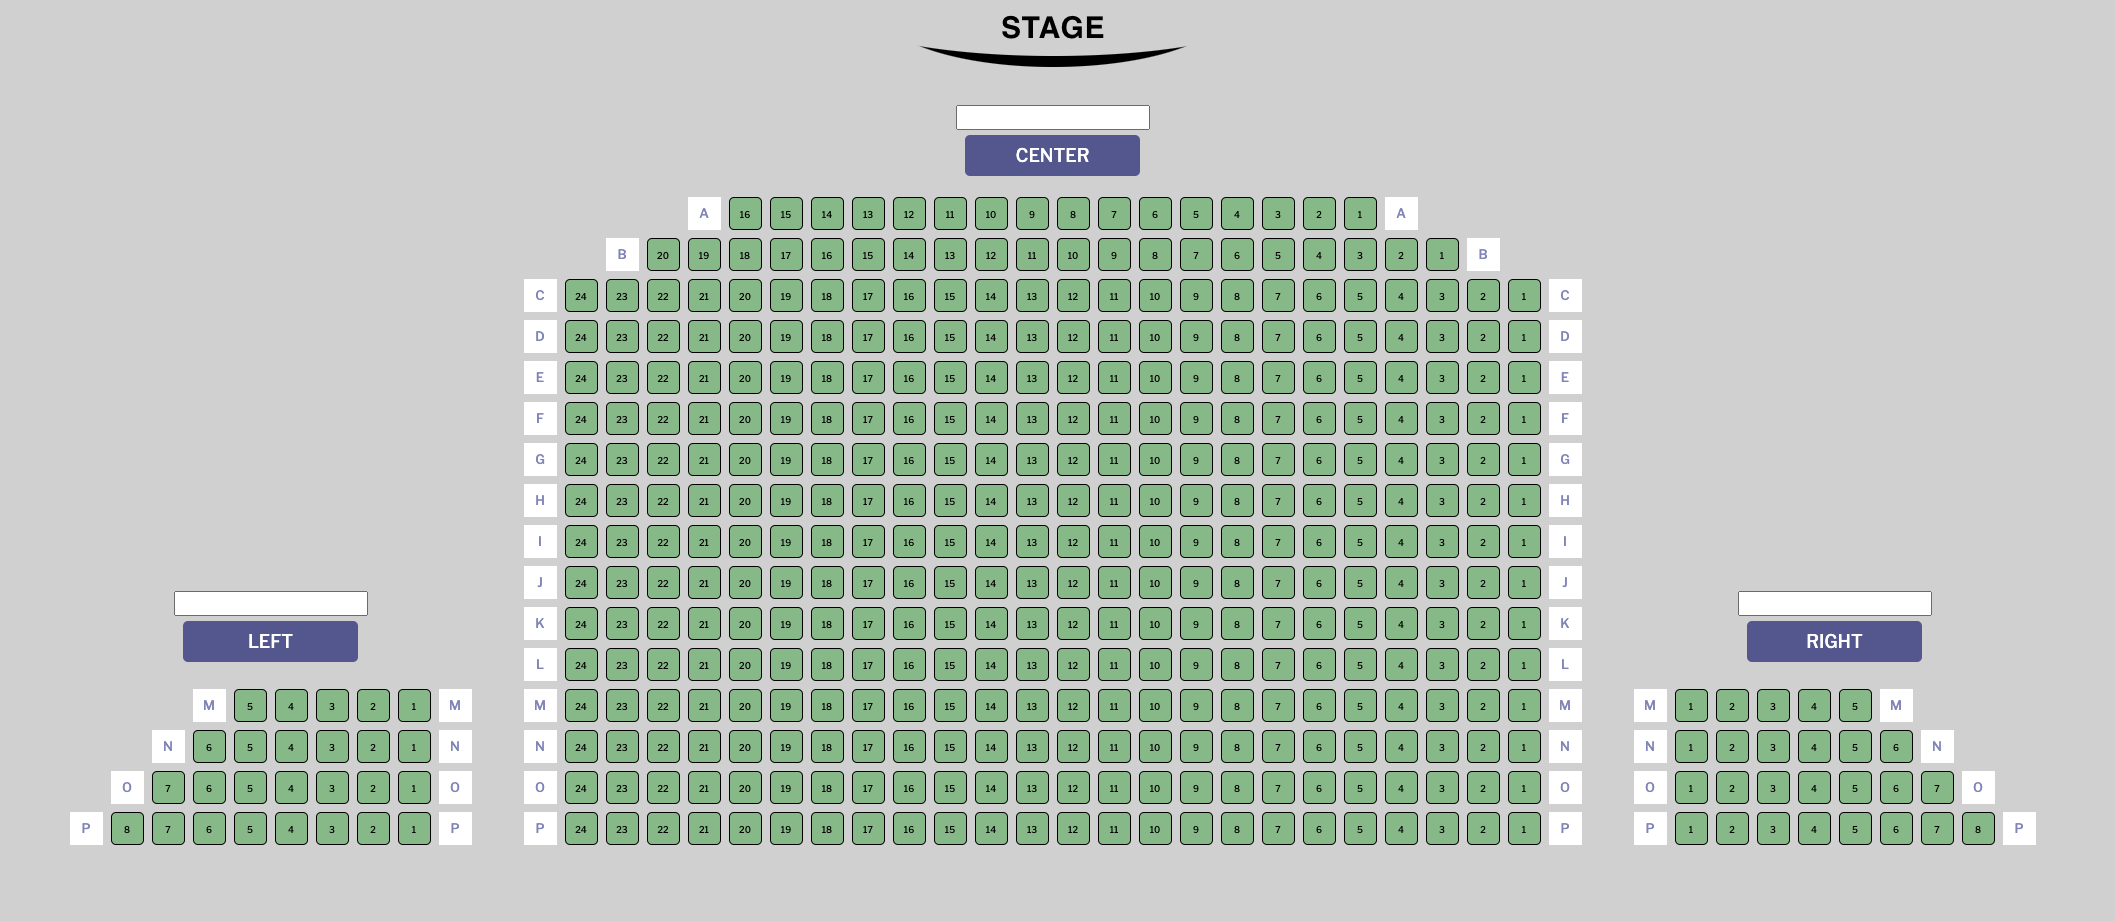 STAGE
CENTER
A 16 15 14 13 12 11 10 9 8 7 6 5 4 3 2 1 A
B 20 19 18 17 16 15 14 13 12 11 10 9 8 7 6 5 4 3 2 1 B
C 24 23 22 21 20 19 18 17 16 15 14 13 12 11 10 9 8 7 6 5 4 3 2 1 C
D 24 23 22 21 20 19 18 17 16 15 14 13 12 11 10 9 8 7 6 5 4 3 2 1 D
E 24 23 22 21 20 19 18 17 16 15 14 13 12 11 10 9 8 7 6 5 4 3 2 1 E
F 24 23 22 21 20 19 18 17 16 15 14 13 12 11 10 9 8 7 6 5 4 3 2 1 F
G 24 23 22 21 20 19 18 17 16 15 14 13 12 11 10 9 8 7 6 5 4 3 2 1 G
H 24 23 22 21 20 19 18 17 16 15 14 13 12 11 10 9 8 7 6 5 4 3 2 1 H
I 24 23 22 21 20 19 18 17 16 15 14 13 12 11 10 9 8 7 6 5 4 3 2 1 I
J 24 23 22 21 20 19 18 17 16 15 14 13 12 11 10 9 8 7 6 5 4 3 2 1 J
K 24 23 22 21 20 19 18 17 16 15 14 13 12 11 10 9 8 7 6 5 4 3 2 1 K
L 24 23 22 21 20 19 18 17 16 15 14 13 12 11 10 9 8 7 6 5 4 3 2 1 L
M 24 23 22 21 20 19 18 17 16 15 14 13 12 11 10 9 8 7 6 5 4 3 2 1 M
N 24 23 22 21 20 19 18 17 16 15 14 13 12 11 10 9 8 7 6 5 4 3 2 1 N
O 24 23 22 21 20 19 18 17 16 15 14 13 12 11 10 9 8 7 6 5 4 3 2 1 O
P 24 23 22 21 20 19 18 17 16 15 14 13 12 11 10 9 8 7 6 5 4 3 2 1 P
LEFT
M 5 4 3 2 1 M
N 6 5 4 3 2 1 N
O 7 6 5 4 3 2 1 O
P 8 7 6 5 4 3 2 1 P
RIGHT
M 1 2 3 4 5 M
N 1 2 3 4 5 6 N
O 1 2 3 4 5 6 7 O
P 1 2 3 4 5 6 7 8 P